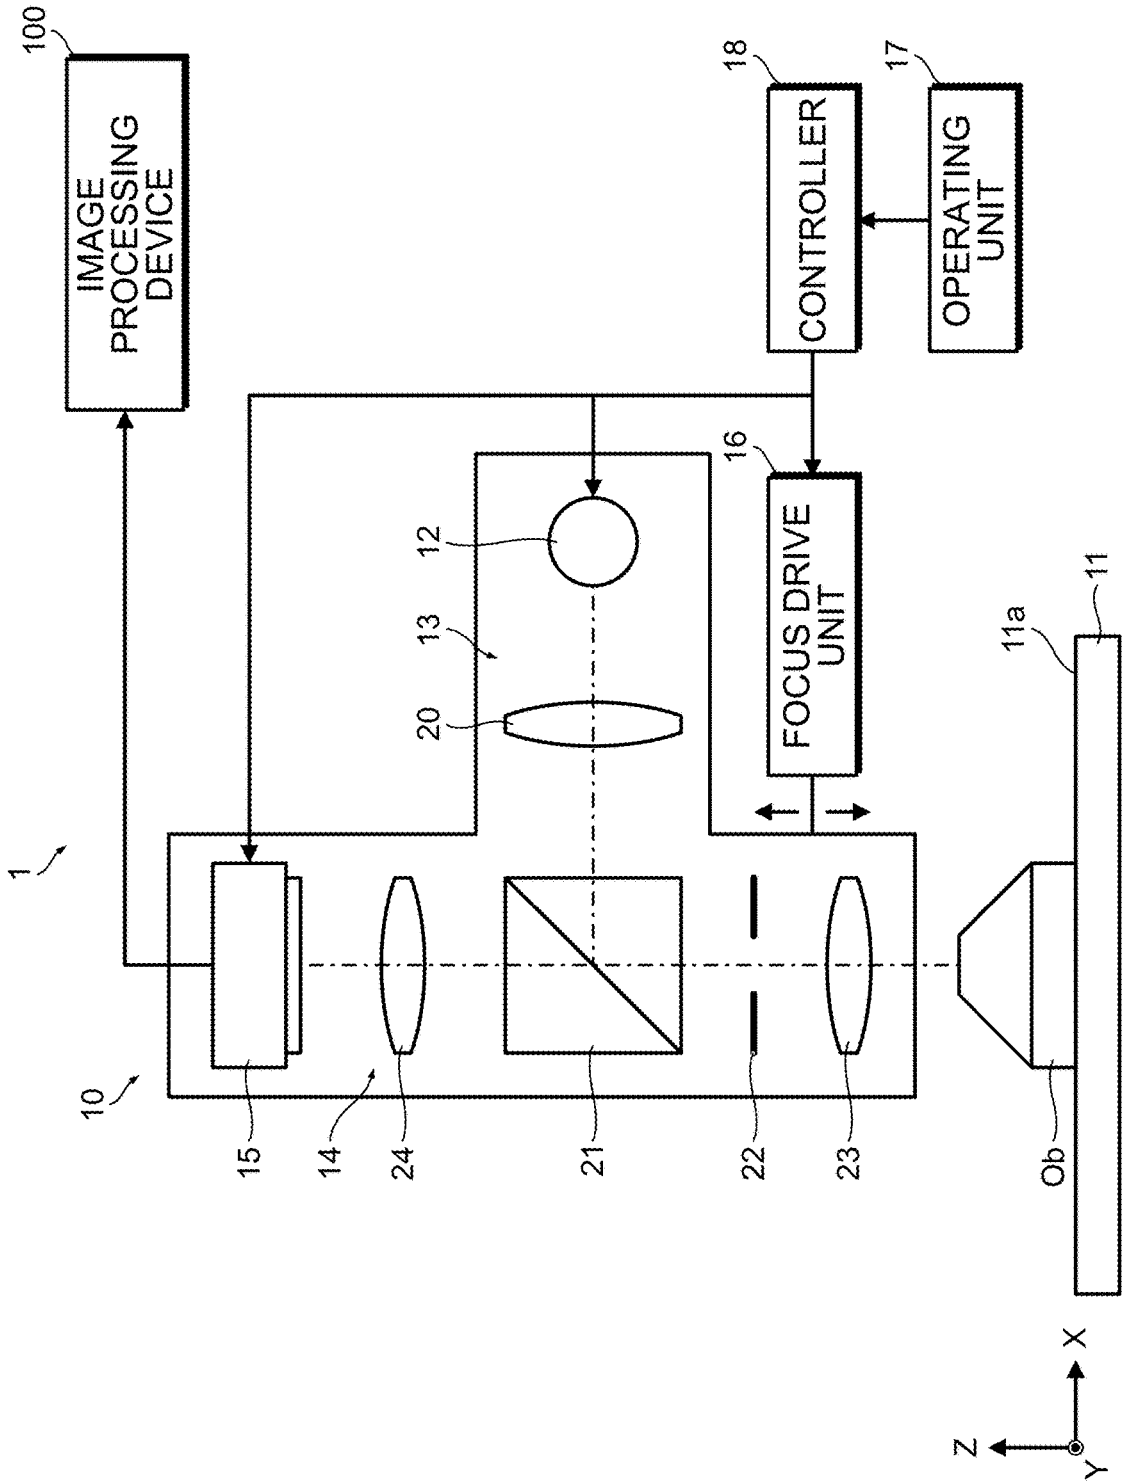 100
IMAGE
PROCESSING
DEVICE
18
CONTROLLER
17
OPERATING
UNIT
16
FOCUS DRIVE
UNIT
12
13
20
1
10
15
14
24
21
22
23
Ob
11a
11
Z
X
Y